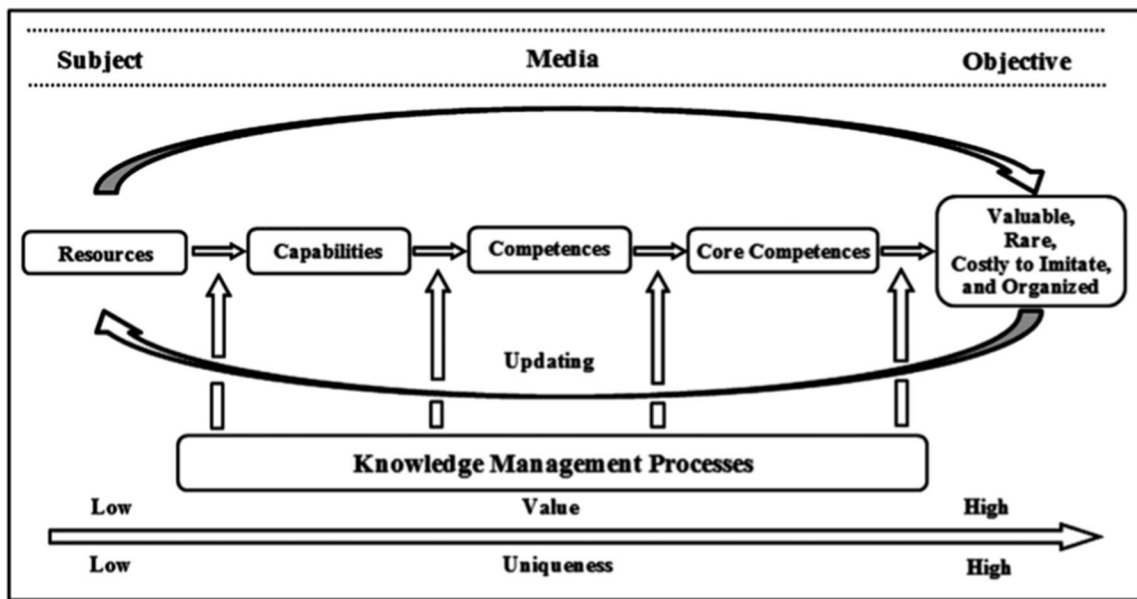 Subject Media Objective
Resources
Capabilities
Competences
Core Competences
Valuable,
Rare,
Costly to Imitate,
and Organized
Updating
Knowledge Management Processes
Low Value High
Low Uniqueness High